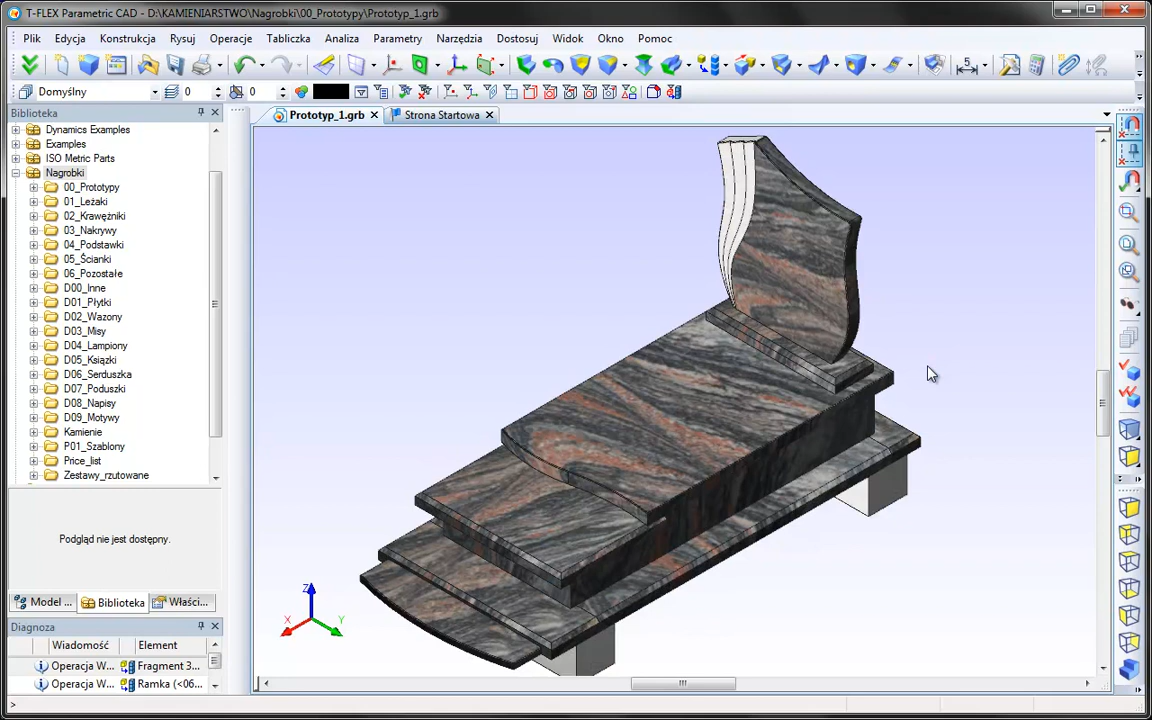 T-FLEX Parametric CAD - D:\KAMIENIARSTWO\Nagrobki\00_Prototypy\Prototyp_1.grb
Plik Edycja Konstrukcja Rysuj Operacje Tabliczka Analiza Parametry Narzędzia Dostosuj Widok Okno Pomoc
5
Domyślny 0 0
Biblioteka
Prototyp_1.grb Strona Startowa
Dynamics Examples
Examples
ISO Metric Parts
Nagrobki
00_Prototypy
01_Leżaki
02_Krawężniki
03_Nakrywy
04_Podstawki
05_Ścianki
06_Pozostałe
D00_Inne
D01_Płytki
D02_Wazony
D03_Misy
D04_Lampiony
D05_Ksiązki
D06_Serduszka
D07_Poduszki
D08_Napisy
D09_Motywy
Kamienie
P01_Szablony
Price_list
Zestawy_rzutowane
Podgląd nie jest dostępny.
Model ... Biblioteka Właści...
Diagnoza
Wiadomość Element
Operacja W... Fragment 3...
Operacja W... Ramka (<06...
Z
X
Y
>